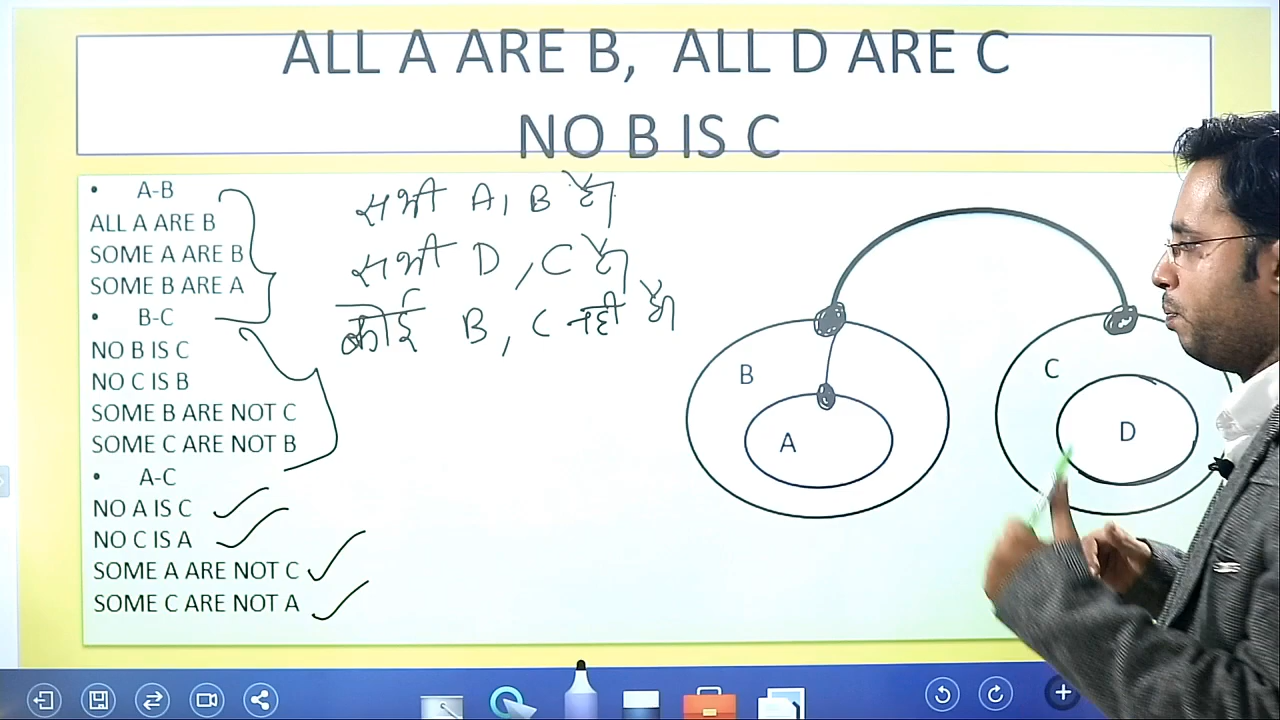 ALL A ARE B, ALL D ARE C
NO B IS C
• A-B
ALL A ARE B
SOME A ARE B
SOME B ARE A
• B-C
NO B IS C
NO C IS B
SOME B ARE NOT C
SOME C ARE NOT B
• A-C
NO A IS C
NO C IS A
SOME A ARE NOT C
SOME C ARE NOT A
सभी A, B है।
सभी D, C है।
कोई B, C नही है।
B
A
C
D